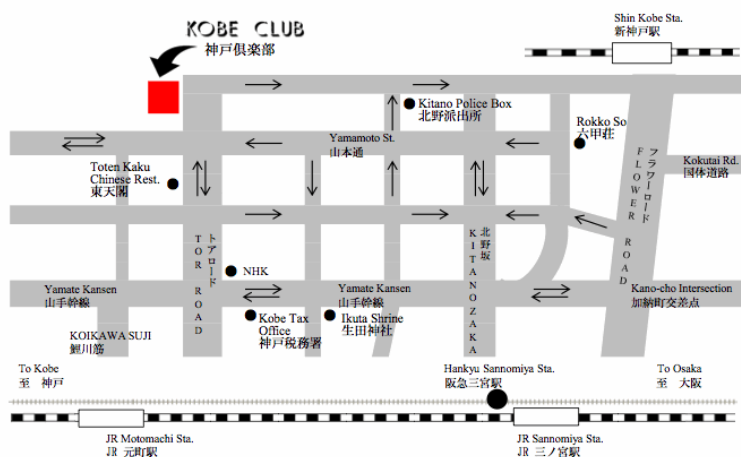 KOBE CLUB
神戸倶楽部
Shin Kobe Sta.
新神戸駅
Kitano Police Box
北野派出所
Rokko So
六甲荘
Yamamoto St.
山本通
Toten Kaku
Chinese Rest.
東天閣
Kokutai Rd.
国体道路
フラワーロード
FLOWER ROAD
トアロード
TOR ROAD
北野坂
KITANOZAKA
NHK
Yamate Kansen
山手幹線
Yamate Kansen
山手幹線
Kano-cho Intersection
加納町交差点
Kobe Tax
Office
神戸税務署
Ikuta Shrine
生田神社
KOIKAWA SUJI
鯉川筋
To Kobe
至 神戸
Hankyu Sannomiya Sta.
阪急三宮駅
To Osaka
至 大阪
JR Motomachi Sta.
JR 元町駅
JR Sannomiya Sta.
JR 三ノ宮駅